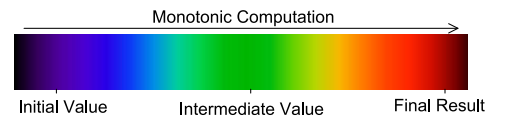 Monotonic Computation
Initial Value Intermediate Value Final Result